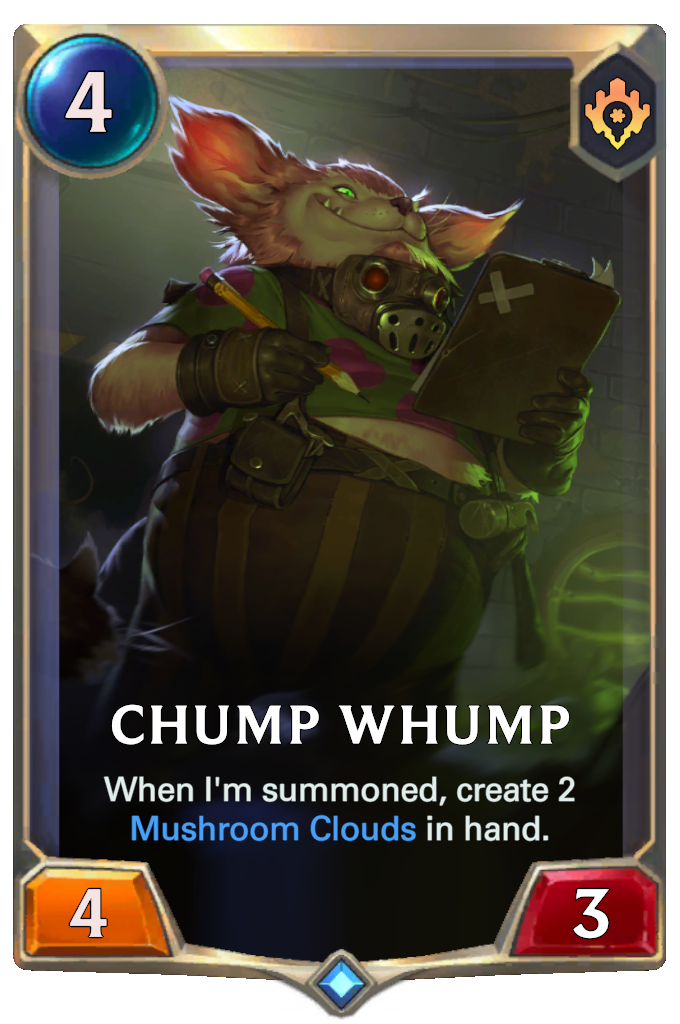 4
CHUMP WHUMP
When I'm summoned, create 2
Mushroom Clouds in hand.
4
3